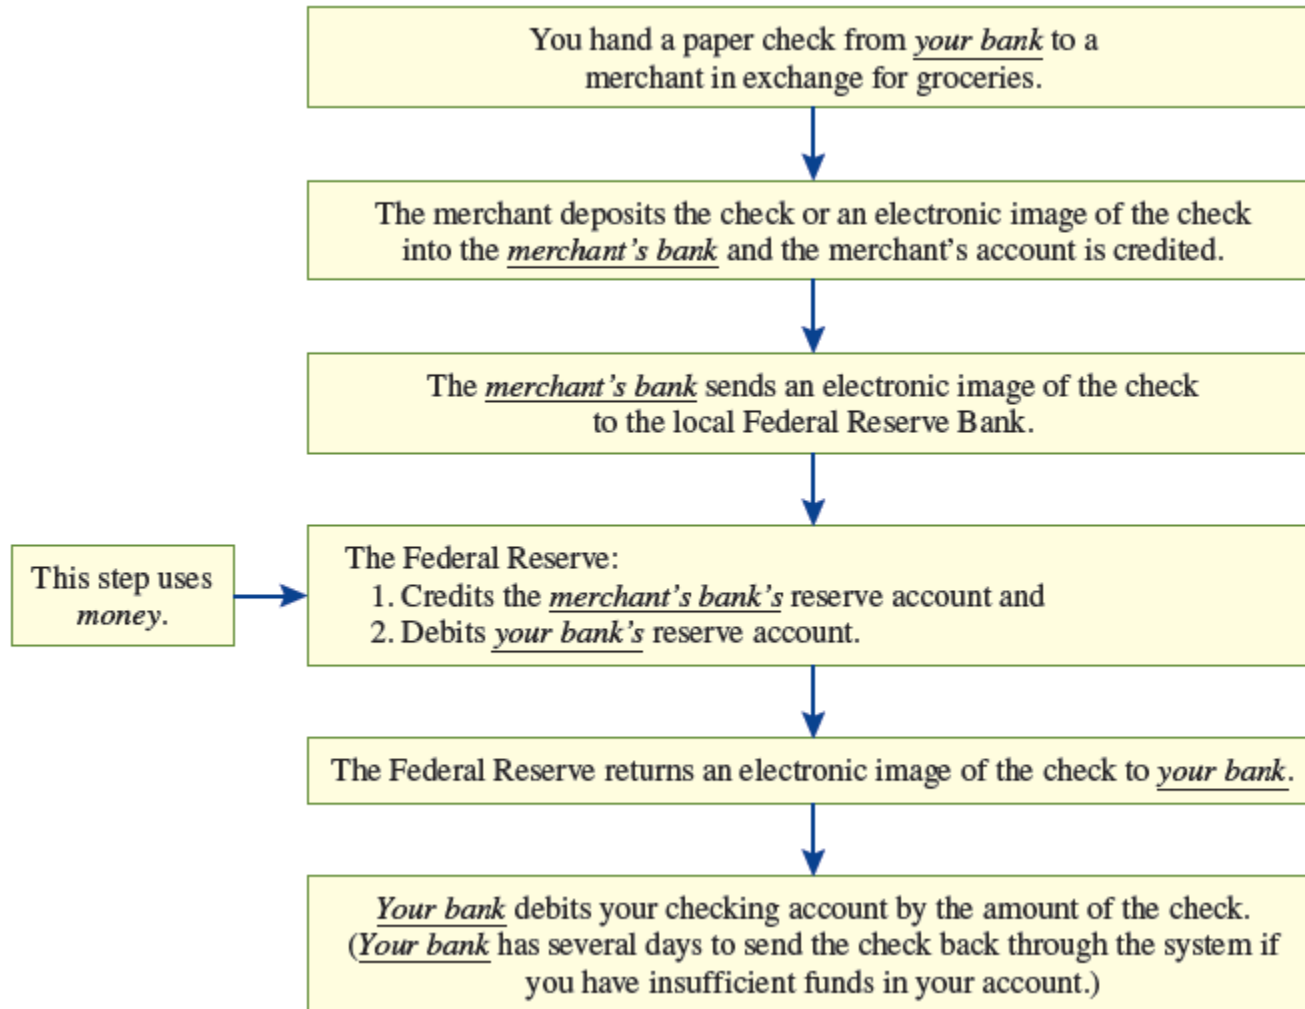 You hand a paper check from your bank to a
merchant in exchange for groceries.
The merchant deposits the check or an electronic image of the check
into the merchant’s bank and the merchant’s account is credited.
The merchant’s bank sends an electronic image of the check
to the local Federal Reserve Bank.
This step uses
money.
The Federal Reserve:
1. Credits the merchant’s bank’s reserve account and
2. Debits your bank’s reserve account.
The Federal Reserve returns an electronic image of the check to your bank.
Your bank debits your checking account by the amount of the check.
(Your bank has several days to send the check back through the system if
you have insufficient funds in your account.)